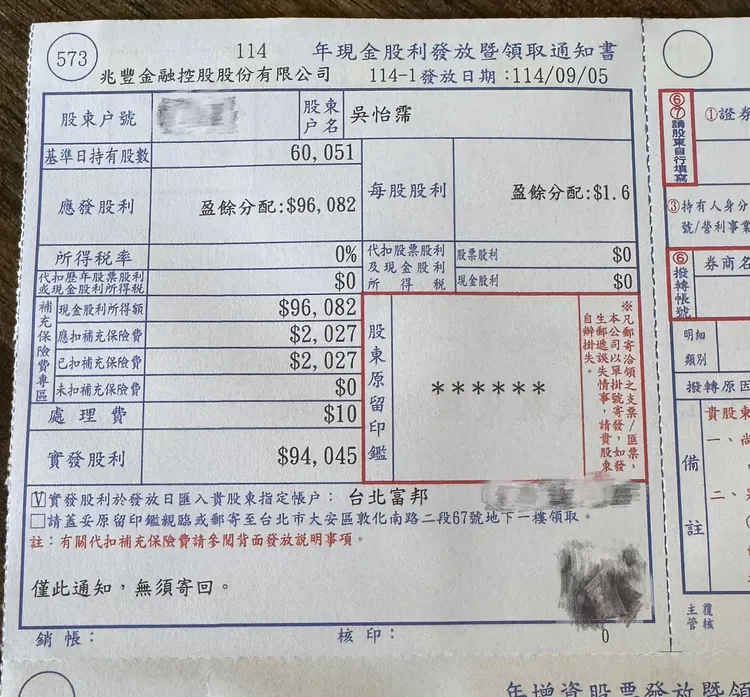 573
114 年現金股利發放暨領取通知書
兆豐金融控股股份有限公司 114-1發放日期:114/09/05
股東戶號
股東戶名 吳怡霈
基準日持有股數 60,051
應發股利 盈餘分配:$96,082
每股股利 盈餘分配:$1.6
所得稅率 0%
代扣股票股利及現金股利所得稅
股票股利 $0
現金股利 $0
代扣歷年股票股利或現金股利所得稅 $0
補充保險費專區
現金股利所得額 $96,082
應扣補充保險費 $2,027
已扣補充保險費 $2,027
未扣補充保險費 $0
處理費 $10
實發股利 $94,045
股東原留印鑑
******
※凡郵寄洽領之支票/匯票,
本公司以單掛號寄發,如發
生郵遞誤失情事,請貴股東
自辦掛失。
V 實發股利於發放日匯入貴股東指定帳戶: 台北富邦
請蓋妥原留印鑑親臨或郵寄至台北市大安區敦化南路二段67號地下一樓領取。
註:有關代扣補充保險費請參閱背面發放說明事項。
僅此通知,無須寄回。
銷帳: 核印: 0
⑥⑦請股東自行填寫
①證券
③持有人身分
號/營利事業
⑥撥轉帳號
券商名
明細
類別
撥轉原因
備註
貴股東
一、尚
二、
主管
覆核
年增資股票發放暨領